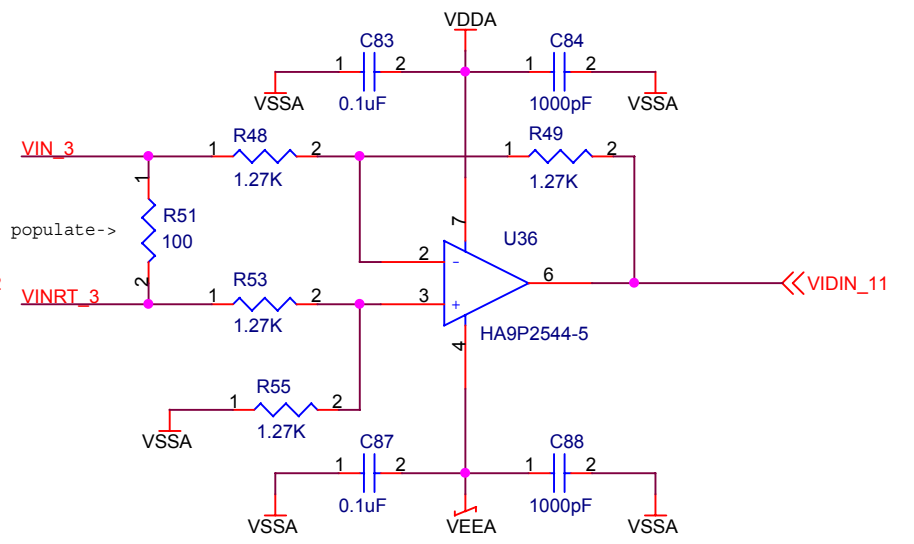 VDDA
C83
C84
1 2
1 2
0.1uF
1000pF
VSSA
VSSA
R48
R49
VIN_3
1 2
1 2
1.27K
1.27K
1
R51
populate->
100
2
7
U36
2
-
6
VIDIN_11
VINRT_3
R53
1 2
3
+
1.27K
HA9P2544-5
4
R55
1 2
1.27K
VSSA
C87
C88
1 2
1 2
0.1uF
1000pF
VSSA
VEEA
VSSA